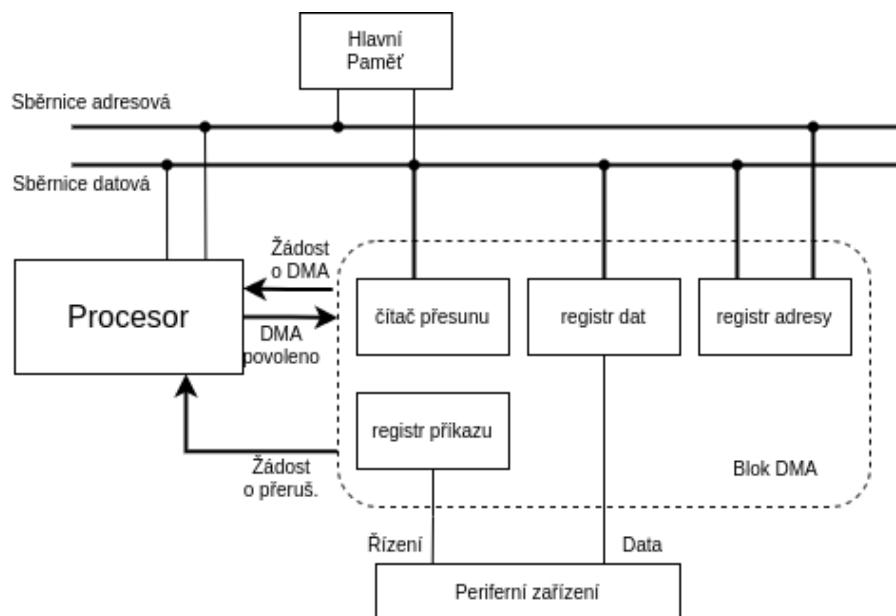 Hlavní
Paměť
Sběrnice adresová
Sběrnice datová
Žádost
o DMA
Procesor
DMA
povoleno
čítač přesunu
registr dat
registr adresy
registr příkazu
Žádost
o přeruš.
Blok DMA
Řízení
Data
Periferní zařízení